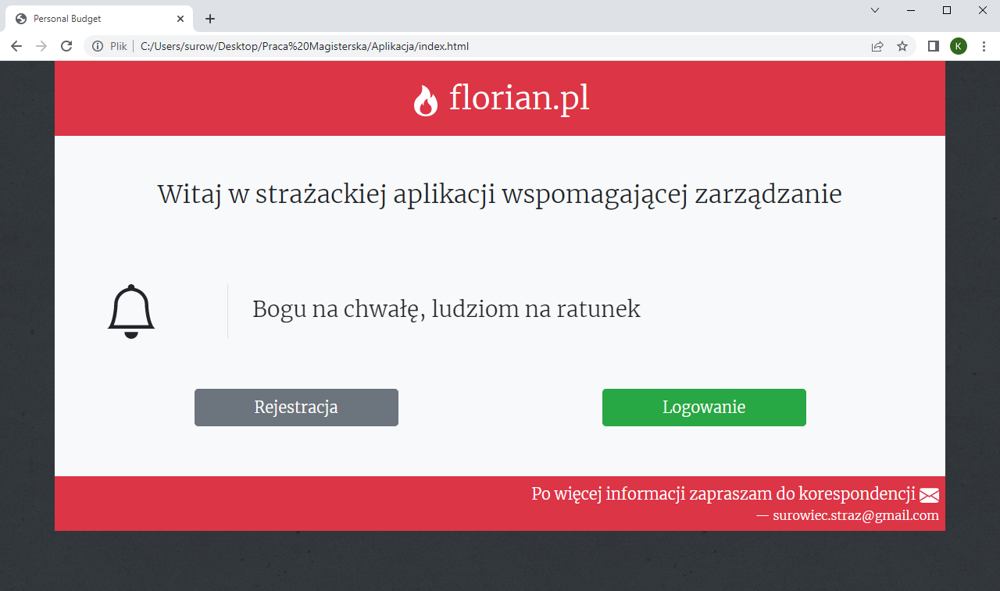 Personal Budget
Plik C:/Users/surow/Desktop/Praca%20Magisterska/Aplikacja/index.html
K
florian.pl
Witaj w strażackiej aplikacji wspomagającej zarządzanie
Bogu na chwałę, ludziom na ratunek
Rejestracja Logowanie
Po więcej informacji zapraszam do korespondencji
— surowiec.straz@gmail.com